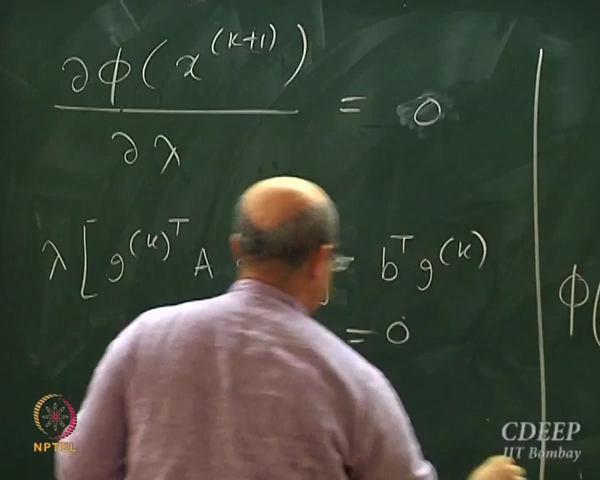 ∂ϕ(x^(k+1))
/ ∂λ = 0
λ[g^(k)^T A = b^T g^(k)
= 0
ϕ(
NPTEL
CDEEP
IIT Bombay